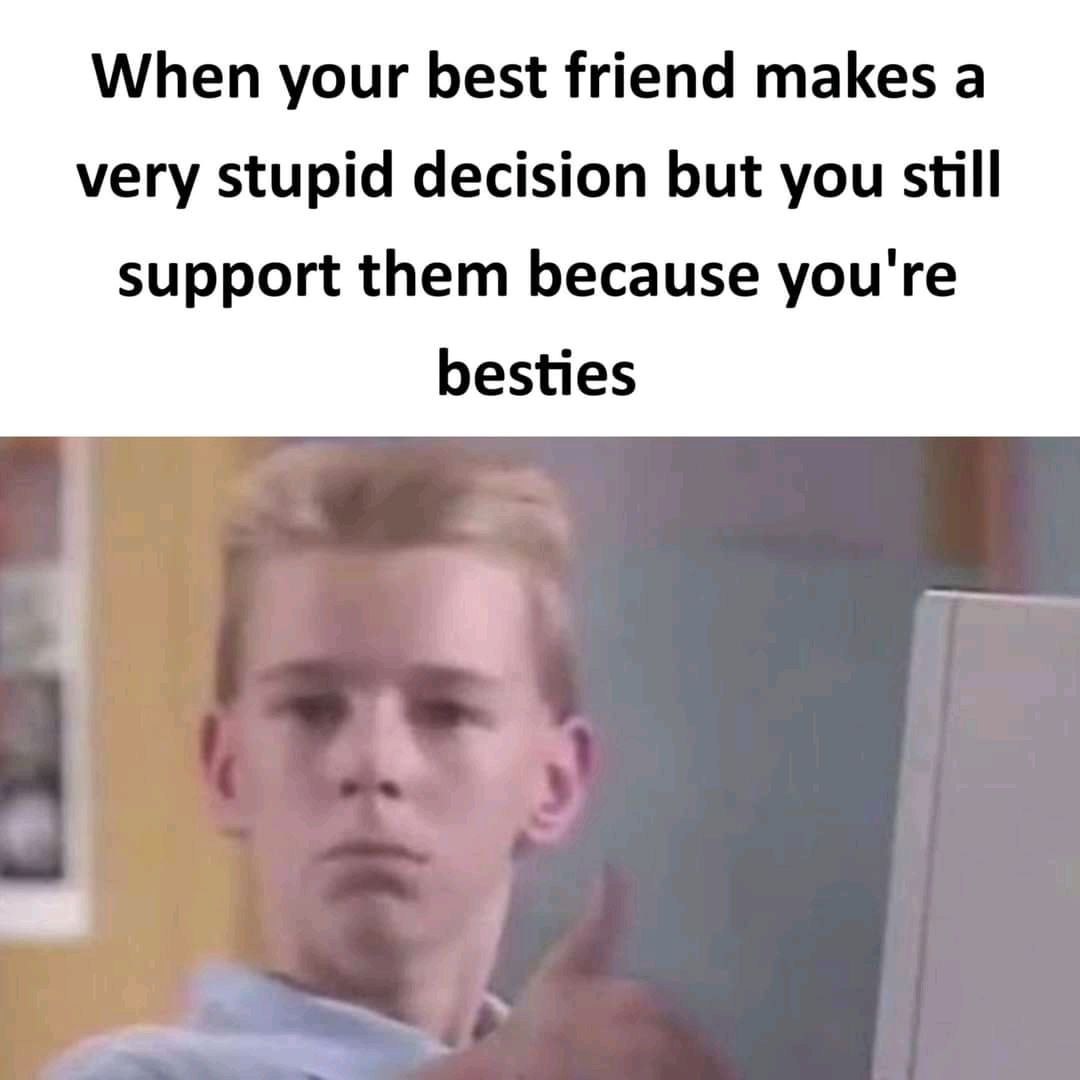 When your best friend makes a
very stupid decision but you still
support them because you're
besties